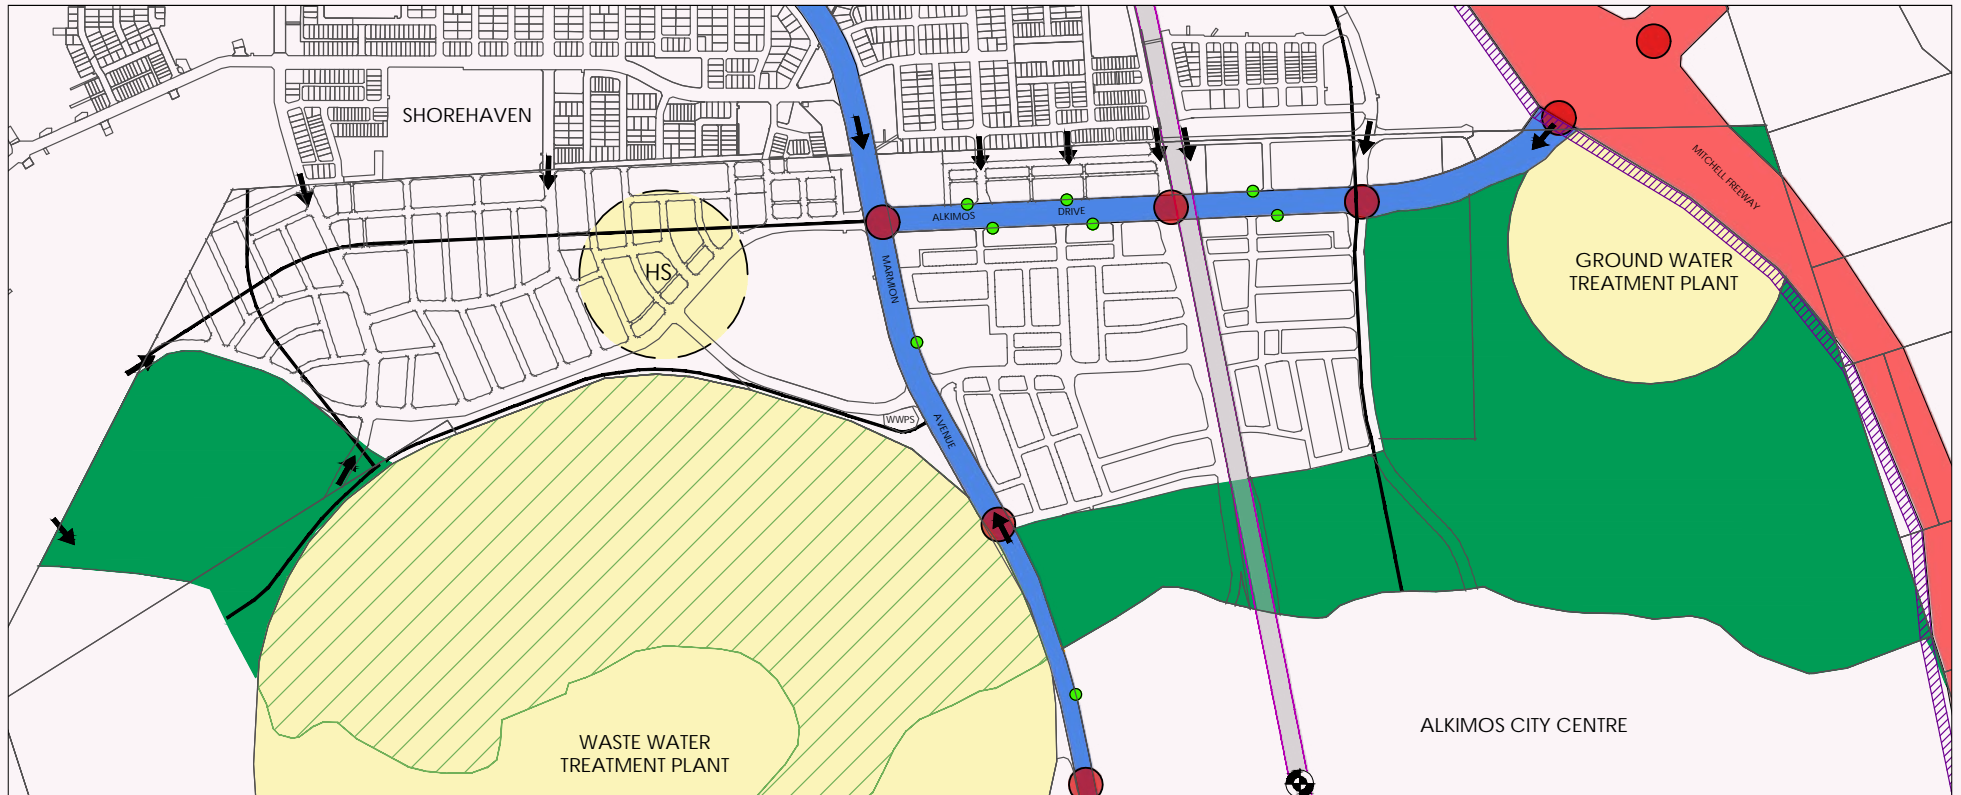 SHOREHAVEN
MITCHELL FREEWAY
ALKIMOS
DRIVE
HS
MARMION
GROUND WATER
TREATMENT PLANT
AVENUE
WWPS
WASTE WATER
TREATMENT PLANT
ALKIMOS CITY CENTRE